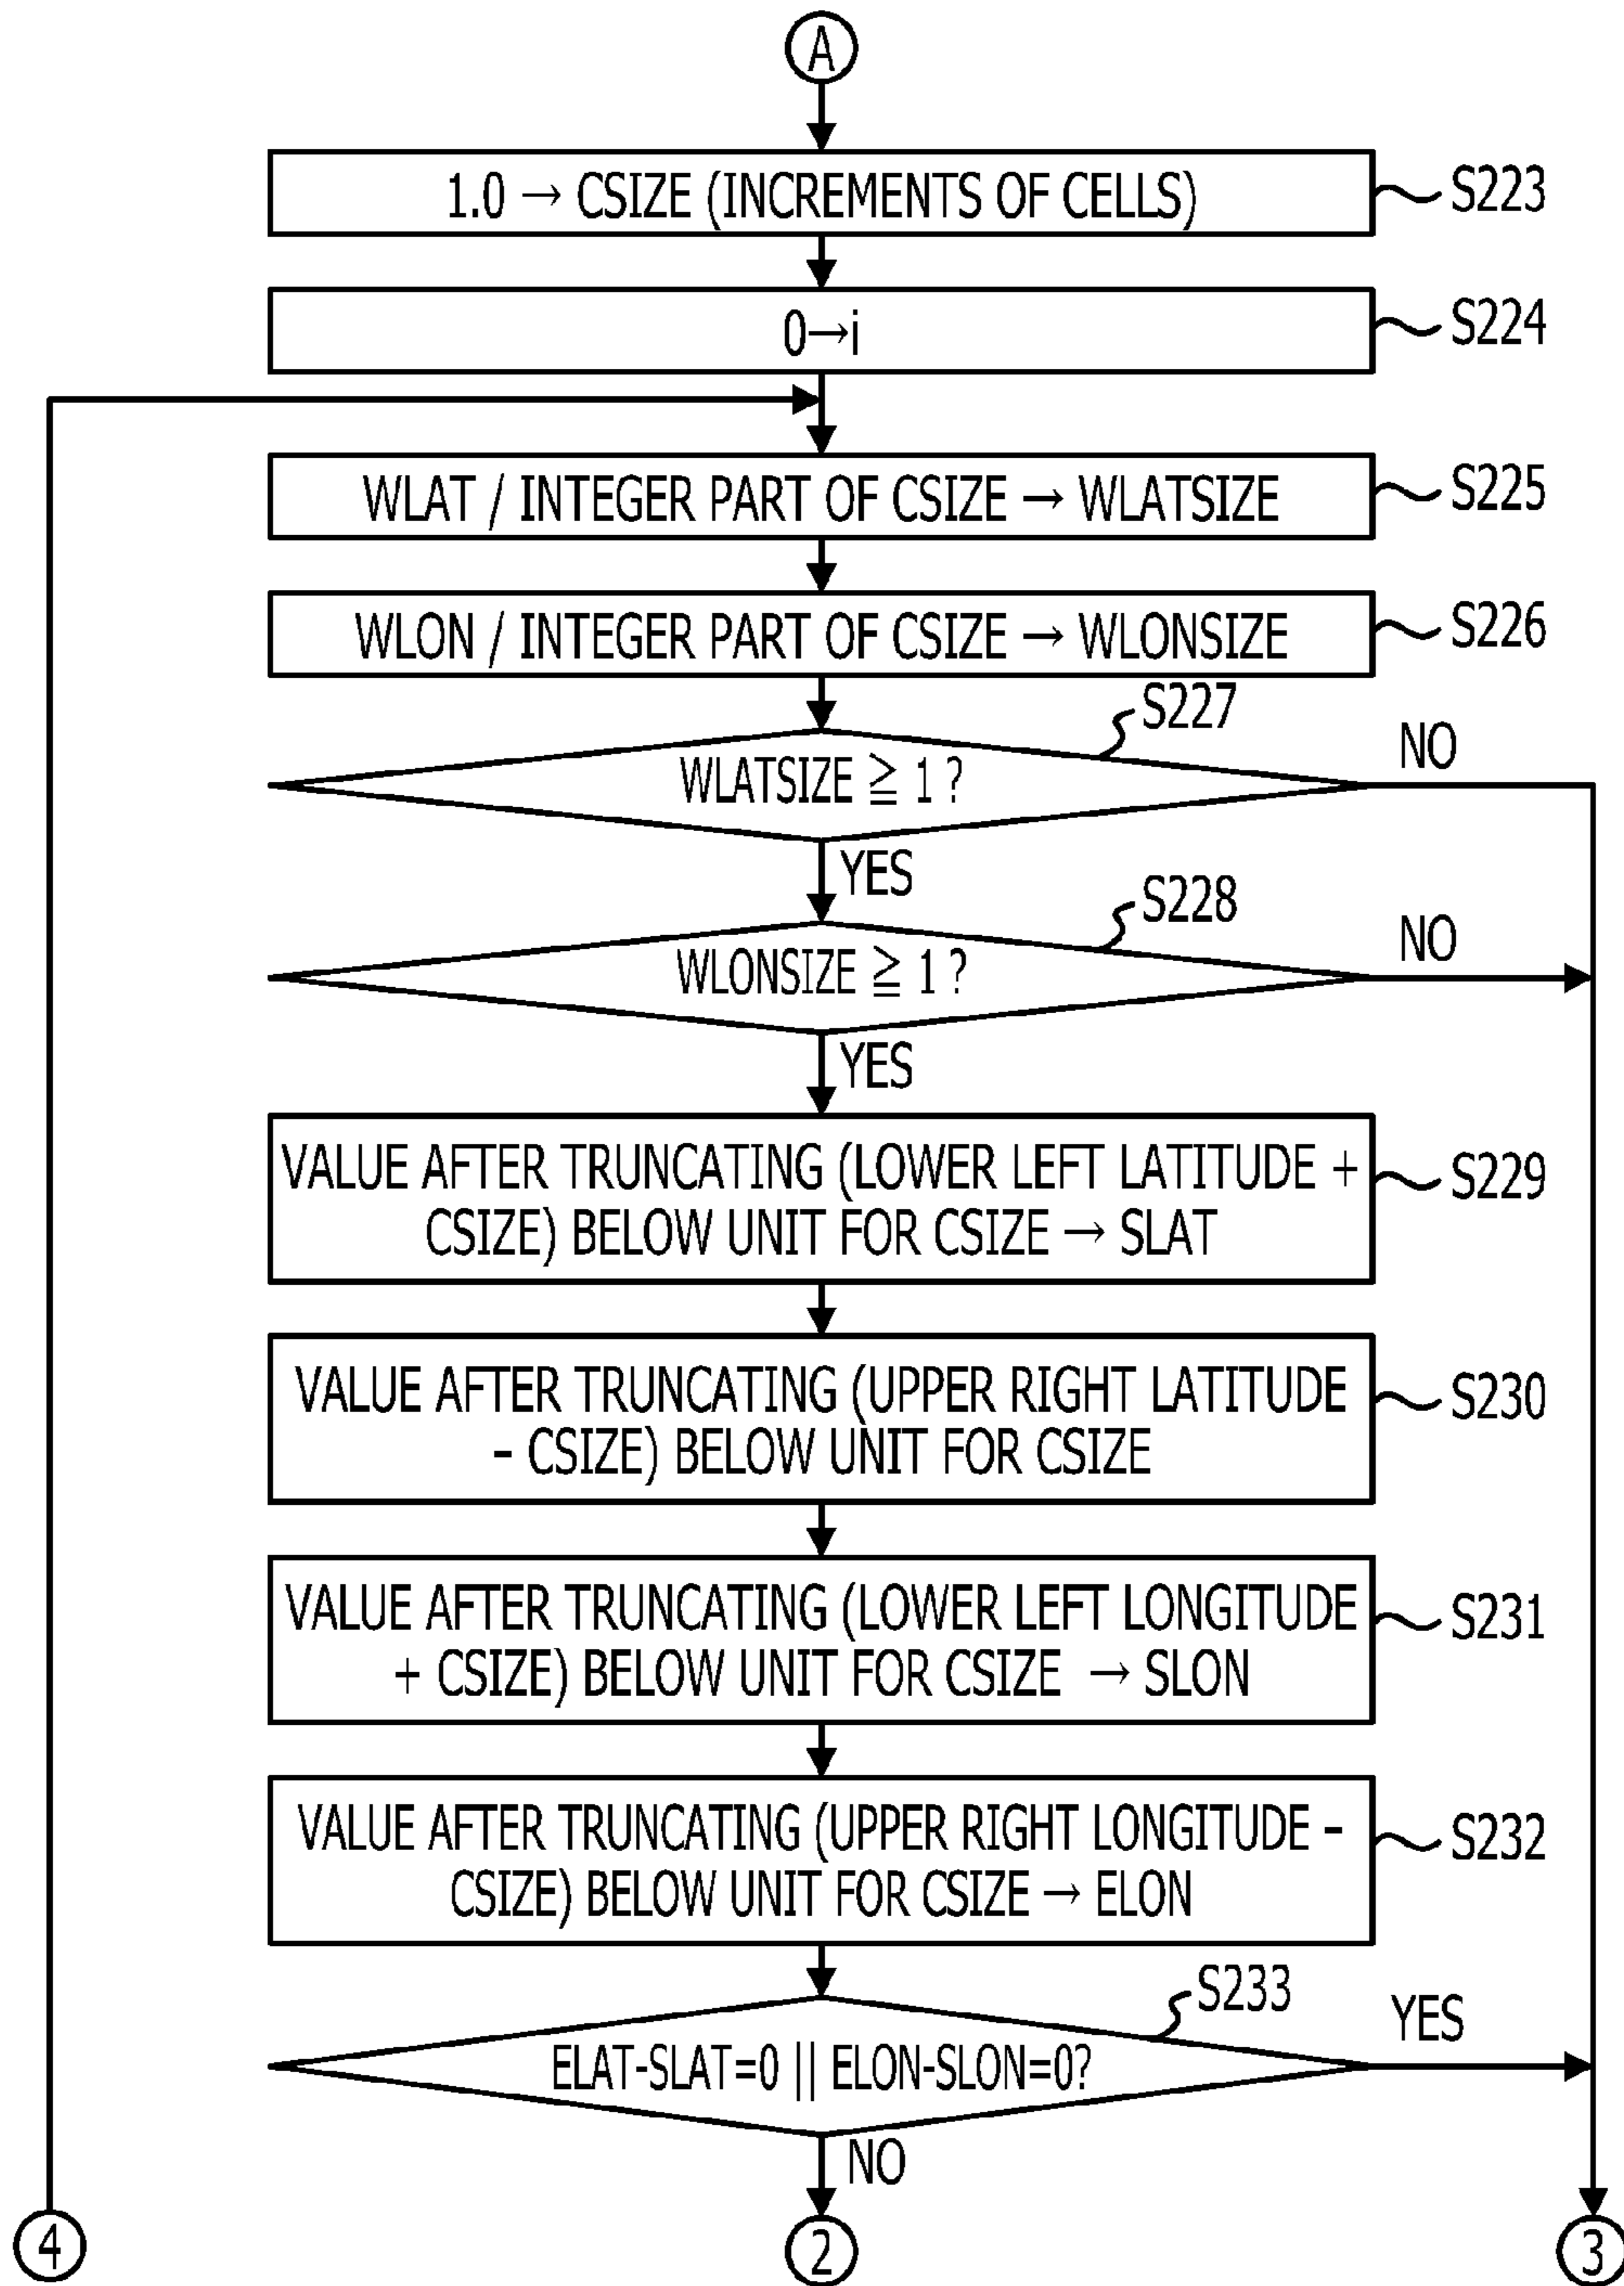 A
1.0 → CSIZE (INCREMENTS OF CELLS)
S223
0→i
S224
WLAT / INTEGER PART OF CSIZE → WLATSIZE
S225
WLON / INTEGER PART OF CSIZE → WLONSIZE
S226
S227
WLATSIZE ≧ 1 ?
NO
YES
S228
WLONSIZE ≧ 1 ?
NO
YES
VALUE AFTER TRUNCATING (LOWER LEFT LATITUDE +
CSIZE) BELOW UNIT FOR CSIZE → SLAT
S229
VALUE AFTER TRUNCATING (UPPER RIGHT LATITUDE
- CSIZE) BELOW UNIT FOR CSIZE
S230
VALUE AFTER TRUNCATING (LOWER LEFT LONGITUDE
+ CSIZE) BELOW UNIT FOR CSIZE → SLON
S231
VALUE AFTER TRUNCATING (UPPER RIGHT LONGITUDE -
CSIZE) BELOW UNIT FOR CSIZE → ELON
S232
S233
ELAT-SLAT=0 || ELON-SLON=0?
YES
NO
4
2
3